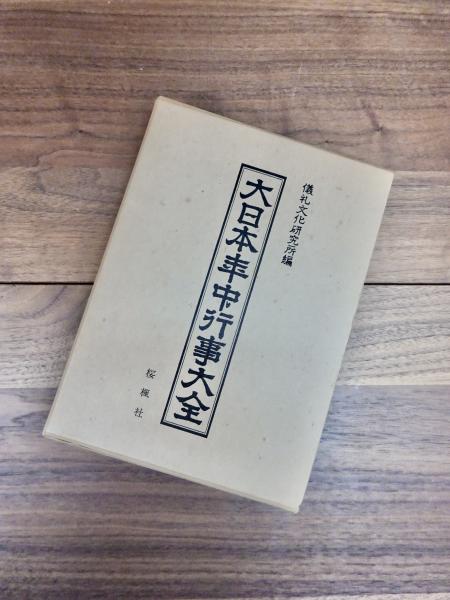 儀礼文化研究所編
大日本年中行事大全
桜楓社